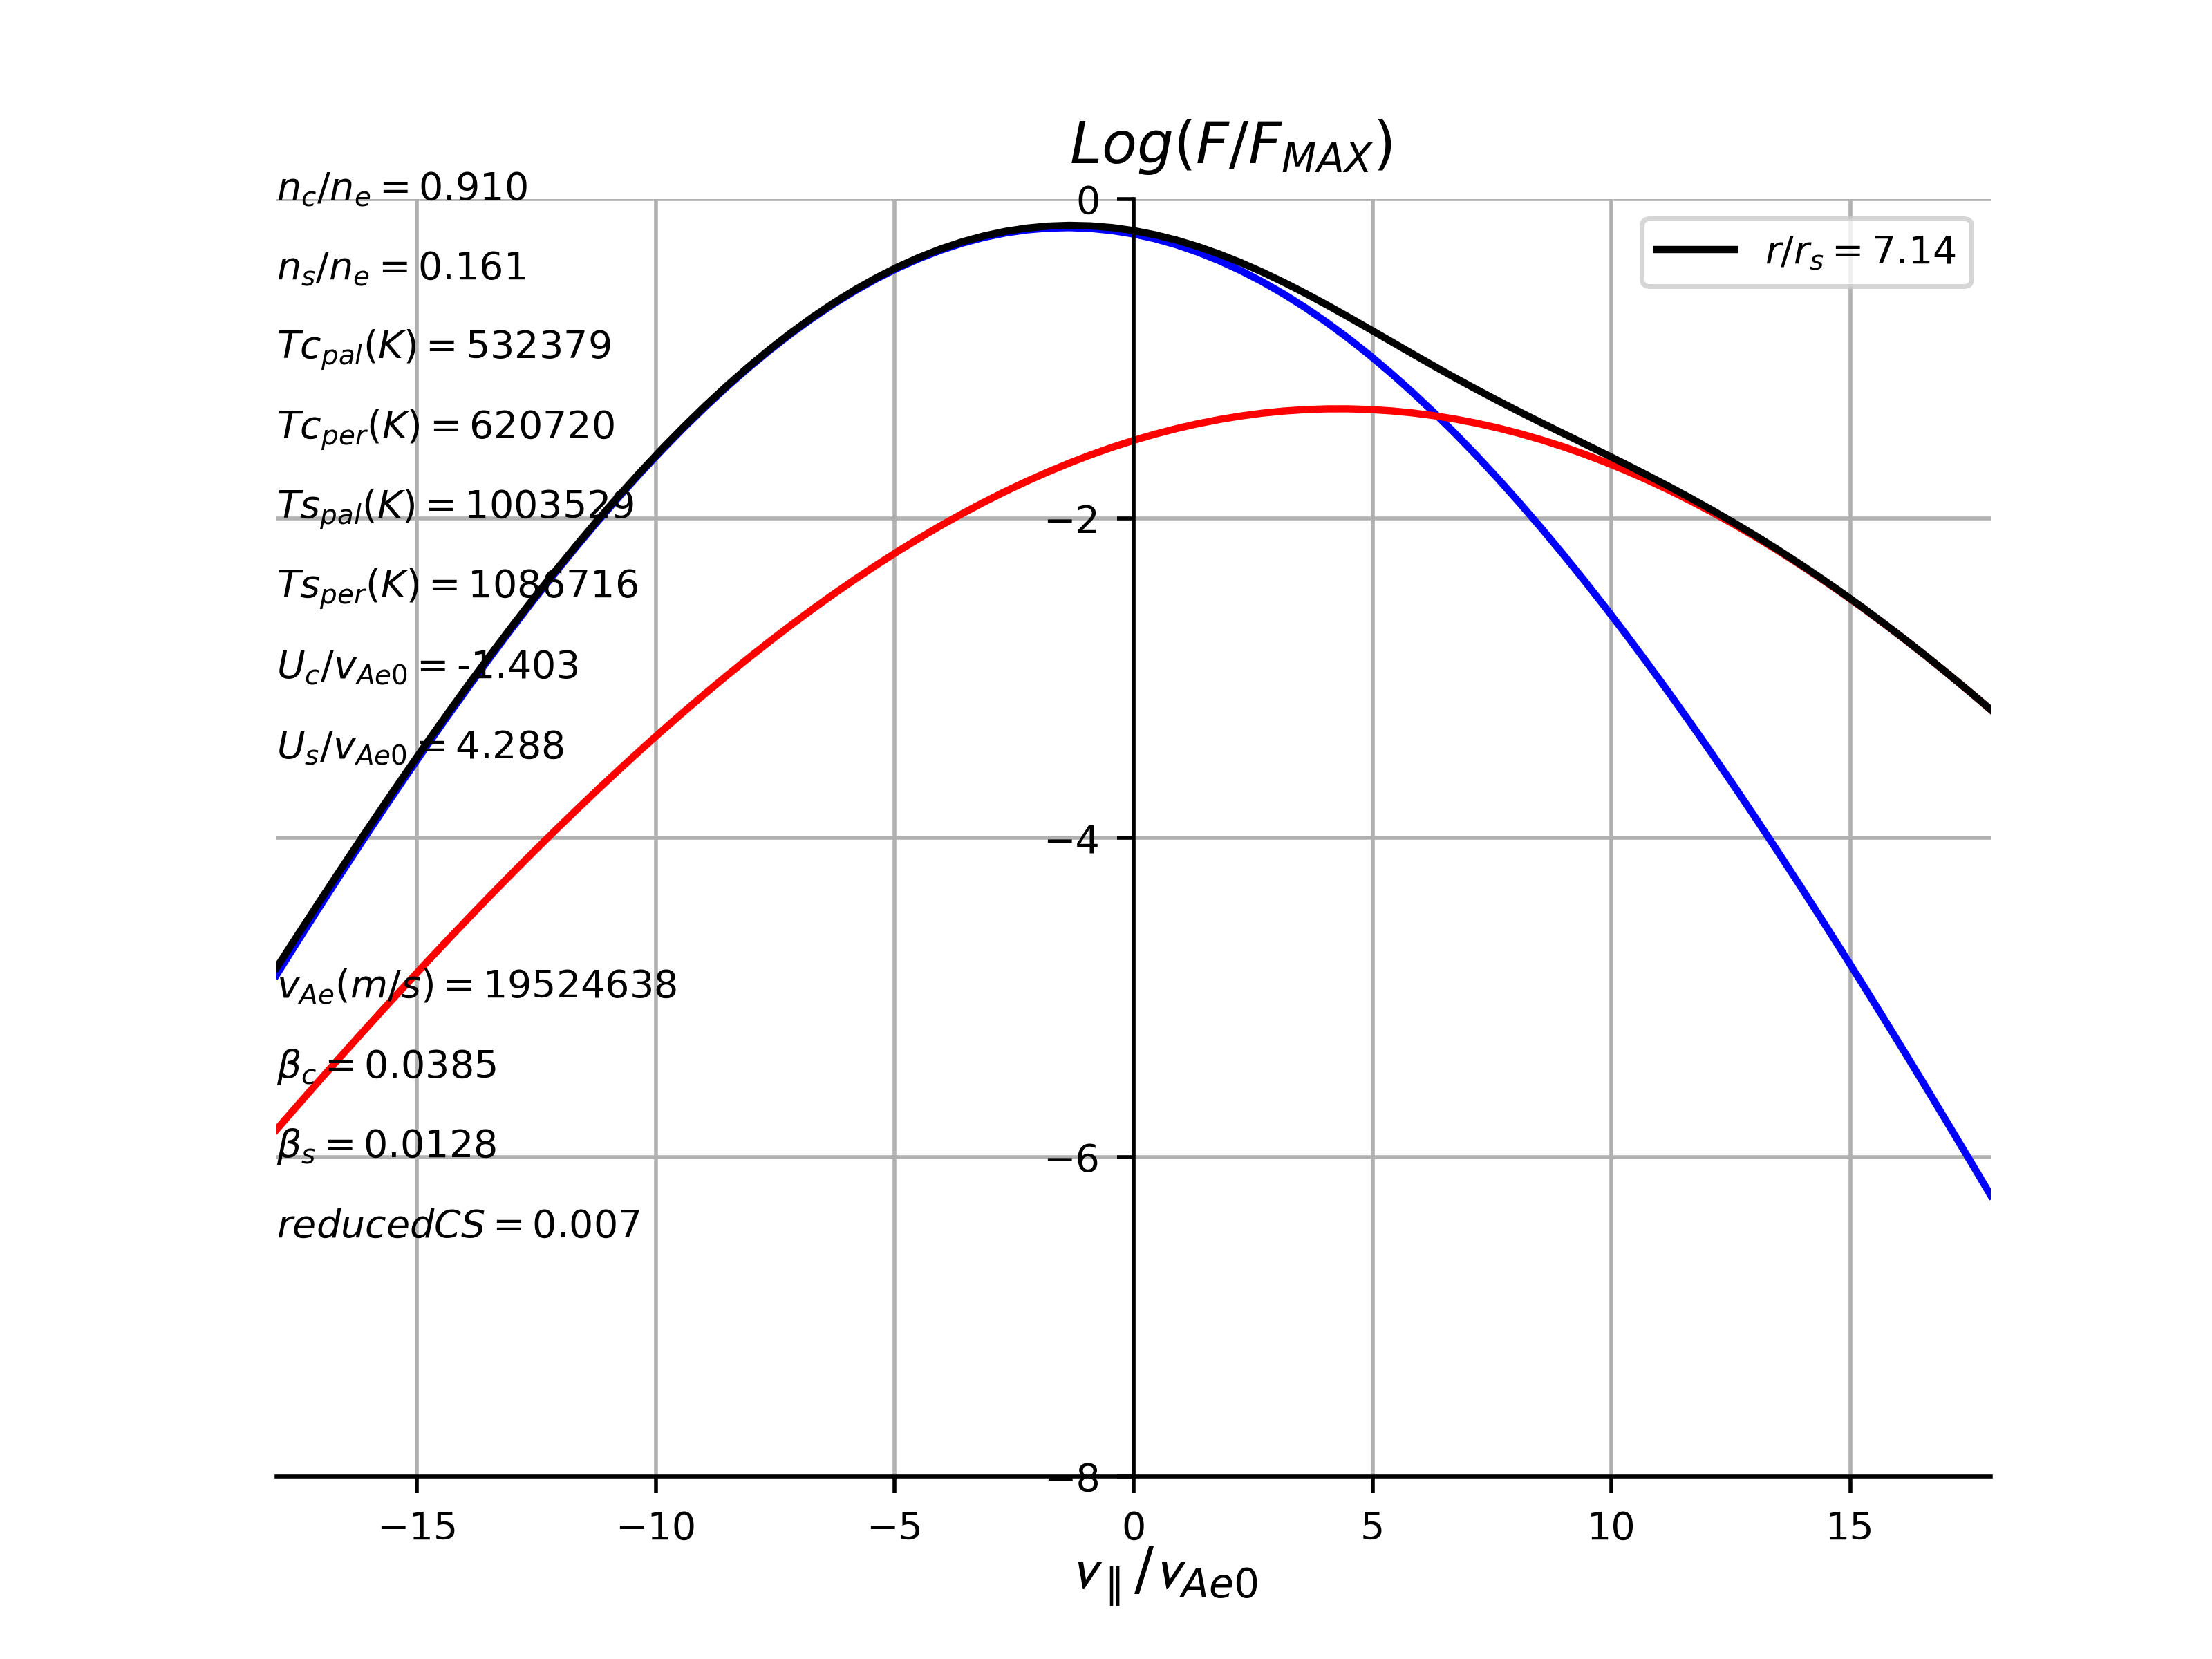 Log(F/F_MAX)
n_c/n_e = 0.910
0
n_s/n_e = 0.161
r/r_s = 7.14
Tc_pal(K) = 532379
Tc_per(K) = 620720
Ts_pal(K) = 1003529
−2
Ts_per(K) = 1086716
U_c/v_Ae0 = -1.403
U_s/v_Ae0 = 4.288
−4
v_Ae(m/s) = 19524638
β_c = 0.0385
β_s = 0.0128
−6
reducedCS = 0.007
−8
−15 −10 −5 0 5 10 15
v_∥/v_Ae0